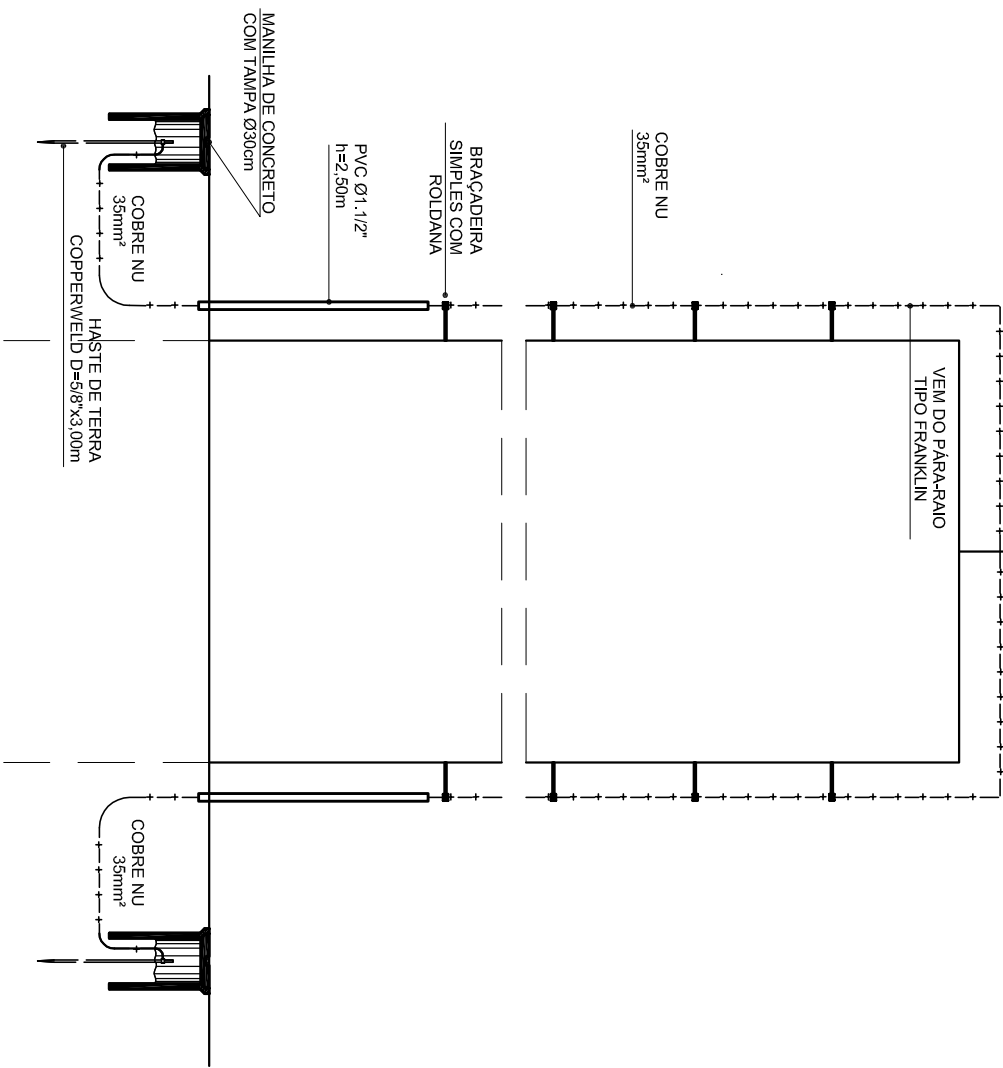 VEM DO PÁRA-RAIO
TIPO FRANKLIN
COBRE NU
35mm²
BRAÇADEIRA
SIMPLES COM
ROLDANA
PVC Ø1.1/2"
h=2,50m
MANILHA DE CONCRETO
COM TAMPA Ø30cm
COBRE NU
35mm²
COBRE NU
35mm²
HASTE DE TERRA
COPPERWELD D=5/8"x3,00m